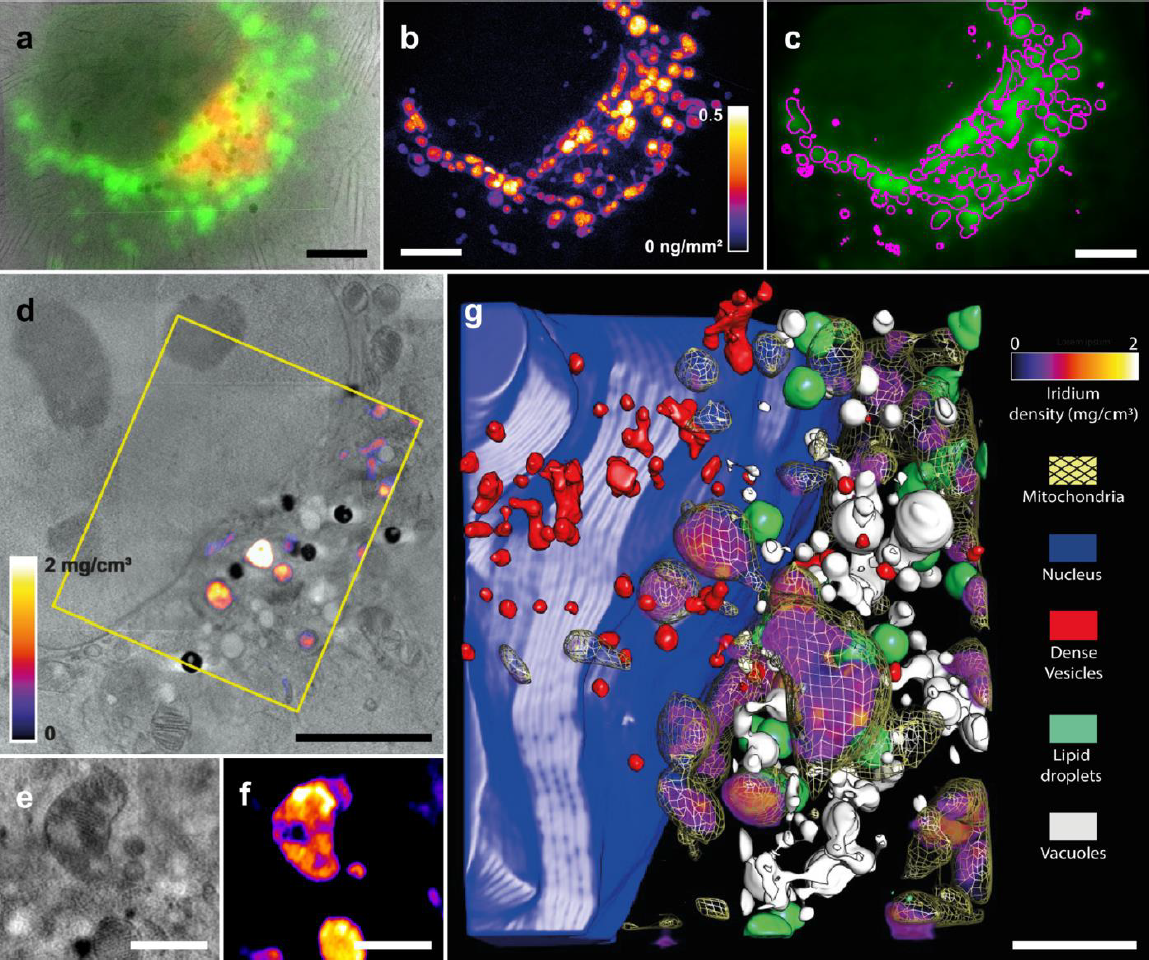 a
b
0.5
0 ng/mm²
c
d
2 mg/cm³
0
e
f
g
0
2
Iridium
density (mg/cm³)
Mitochondria
Nucleus
Dense
Vesicles
Lipid
droplets
Vacuoles